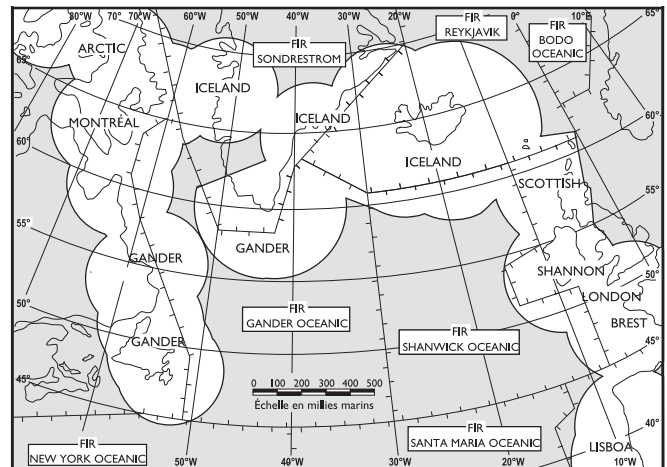 80°W 70°W 70°W 60°W 50°W 40°W 30°W 20°W 0° 10°E 65°
FIR
REYKJAVIK
FIR
BODO
OCEANIC
ARCTIC
FIR
SONDRESTROM
65°
ICELAND
60°
MONTRÉAL
ICELAND
60°
ICELAND
SCOTTISH
55°
55°
GANDER
GANDER
SHANNON
50°
LONDON
50°
FIR
GANDER OCEANIC
BREST
GANDER
FIR
SHANWICK OCEANIC
45°
45°
0 100 200 300 400 500
Échelle en millies marins
40°
FIR
NEW YORK OCEANIC
FIR
SANTA MARIA OCEANIC
LISBOA
50°W 40°W 30°W 20°W 10°W